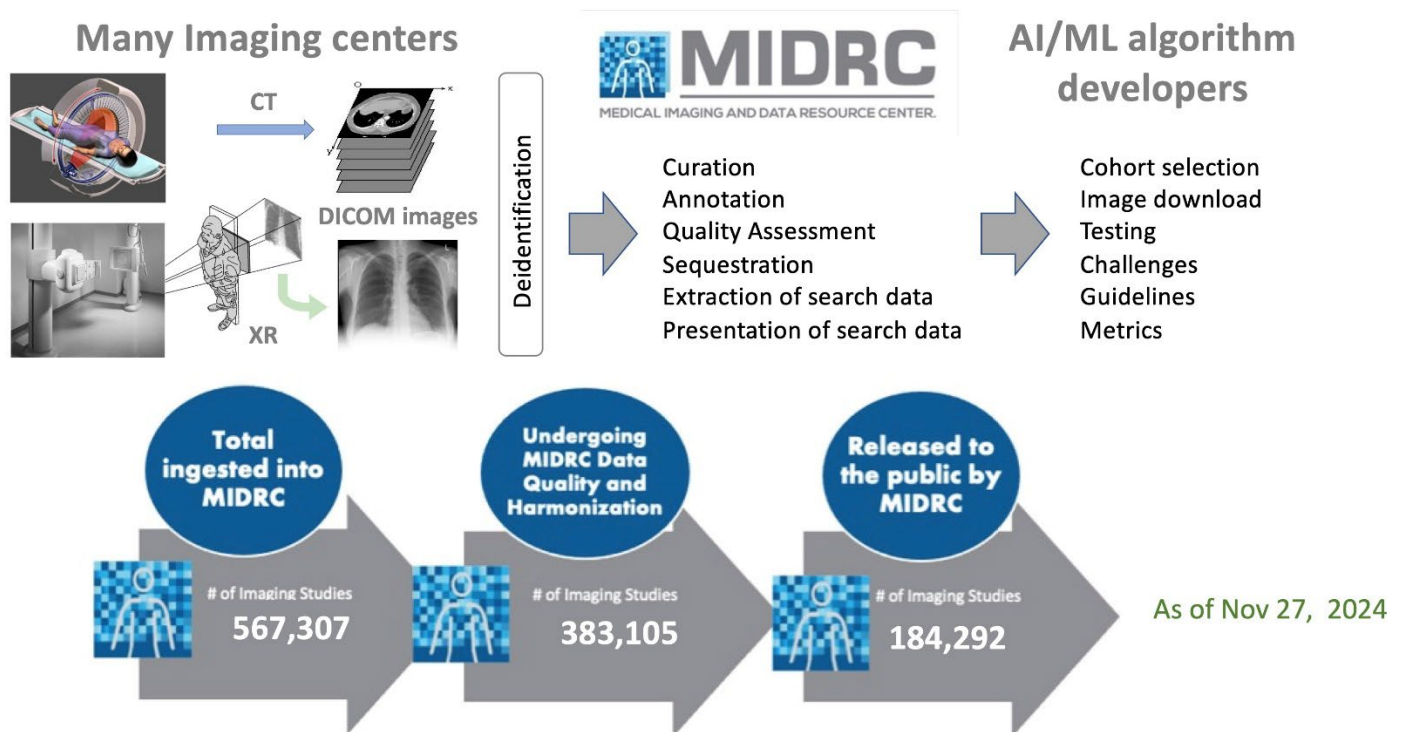 Many Imaging centers
CT
x
y
DICOM images
XR
Deidentification
MIDRC
MEDICAL IMAGING AND DATA RESOURCE CENTER.
Curation
Annotation
Quality Assessment
Sequestration
Extraction of search data
Presentation of search data
AI/ML algorithm
developers
Cohort selection
Image download
Testing
Challenges
Guidelines
Metrics
Total
ingested into
MIDRC
# of Imaging Studies
567,307
Undergoing
MIDRC Data
Quality and
Harmonization
# of Imaging Studies
383,105
Released to
the public by
MIDRC
# of Imaging Studies
184,292
As of Nov 27, 2024